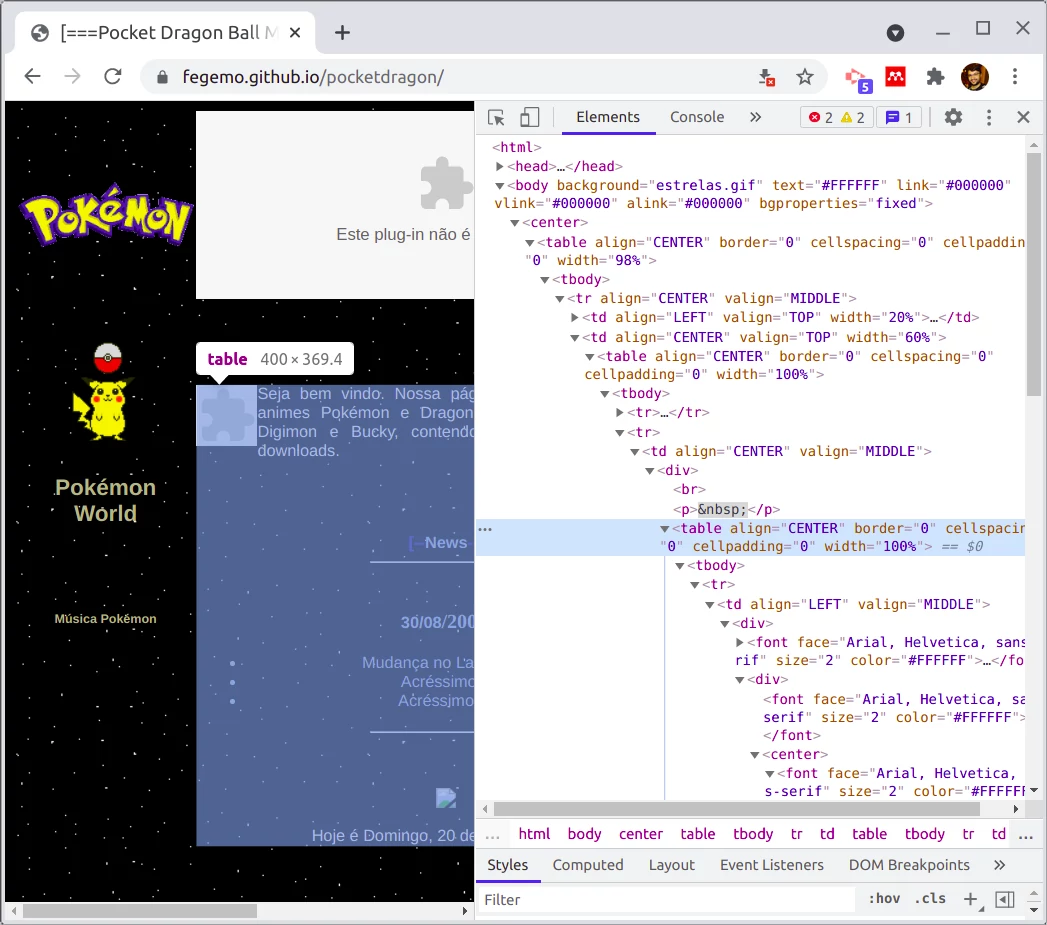 [===Pocket Dragon Ball M
fegemo.github.io/pocketdragon/
5
POKéMON
Este plug-in não é
table 400 × 369.4
Seja bem vindo. Nossa pág
animes Pokémon e Dragon
Digimon e Bucky, contendo
downloads.
Pokémon
World
[--News
Música Pokémon
30/08/200
Mudança no La
Acréssimo
Acréssimo
Hoje é Domingo, 20 de
Elements Console » 2 2 1
<html>
<head>…</head>
<body background="estrelas.gif" text="#FFFFFF" link="#000000"
vlink="#000000" alink="#000000" bgproperties="fixed">
<center>
<table align="CENTER" border="0" cellspacing="0" cellpaddin
"0" width="98%">
<tbody>
<tr align="CENTER" valign="MIDDLE">
<td align="LEFT" valign="TOP" width="20%">…</td>
<td align="CENTER" valign="TOP" width="60%">
<table align="CENTER" border="0" cellspacing="0"
cellpadding="0" width="100%">
<tbody>
<tr>…</tr>
<tr>
<td align="CENTER" valign="MIDDLE">
<div>
<br>
<p>&nbsp;</p>
<table align="CENTER" border="0" cellspacin
"0" cellpadding="0" width="100%"> == $0
<tbody>
<tr>
<td align="LEFT" valign="MIDDLE">
<div>
<font face="Arial, Helvetica, sans
rif" size="2" color="#FFFFFF">…</fo
<div>
<font face="Arial, Helvetica, sa
serif" size="2" color="#FFFFFF">
</font>
<center>
<font face="Arial, Helvetica,
s-serif" size="2" color="#FFFFFF
... html body center table tbody tr td table tbody tr td ...
Styles Computed Layout Event Listeners DOM Breakpoints »
Filter :hov .cls +